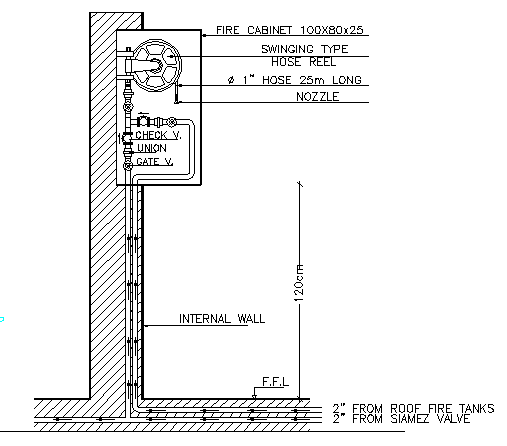 FIRE CABINET 100X80x25
SWINGING TYPE
HOSE REEL
Ø 1" HOSE 25m LONG
NOZZLE
CHECK V.
UNION
GATE V.
120cm
INTERNAL WALL
F.F.L
2" FROM ROOF FIRE TANKS
2" FROM SIAMEZ VALVE